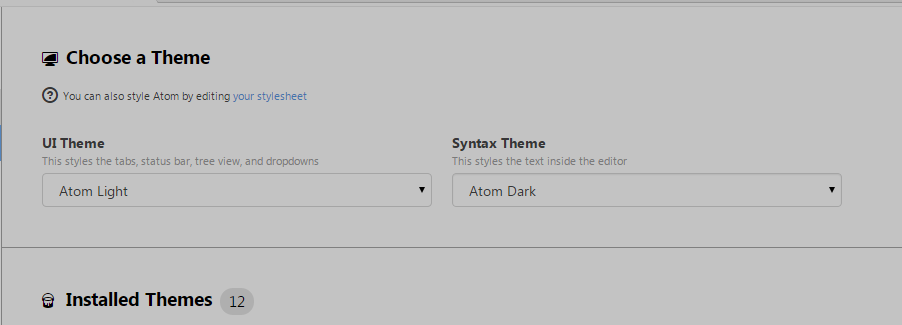 Choose a Theme
You can also style Atom by editing your stylesheet
UI Theme
This styles the tabs, status bar, tree view, and dropdowns
Atom Light
Syntax Theme
This styles the text inside the editor
Atom Dark
Installed Themes 12